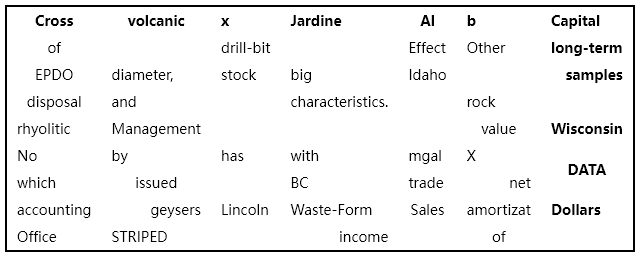 Cross volcanic x Jardine AI b Capital
of drill-bit Effect Other long-term
EPDO diameter, stock big Idaho samples
disposal and characteristics. rock
rhyolitic Management value Wisconsin
No by has with mgal X DATA
which issued BC trade net
accounting geysers Lincoln Waste-Form Sales amortizat Dollars
Office STRIPED income of